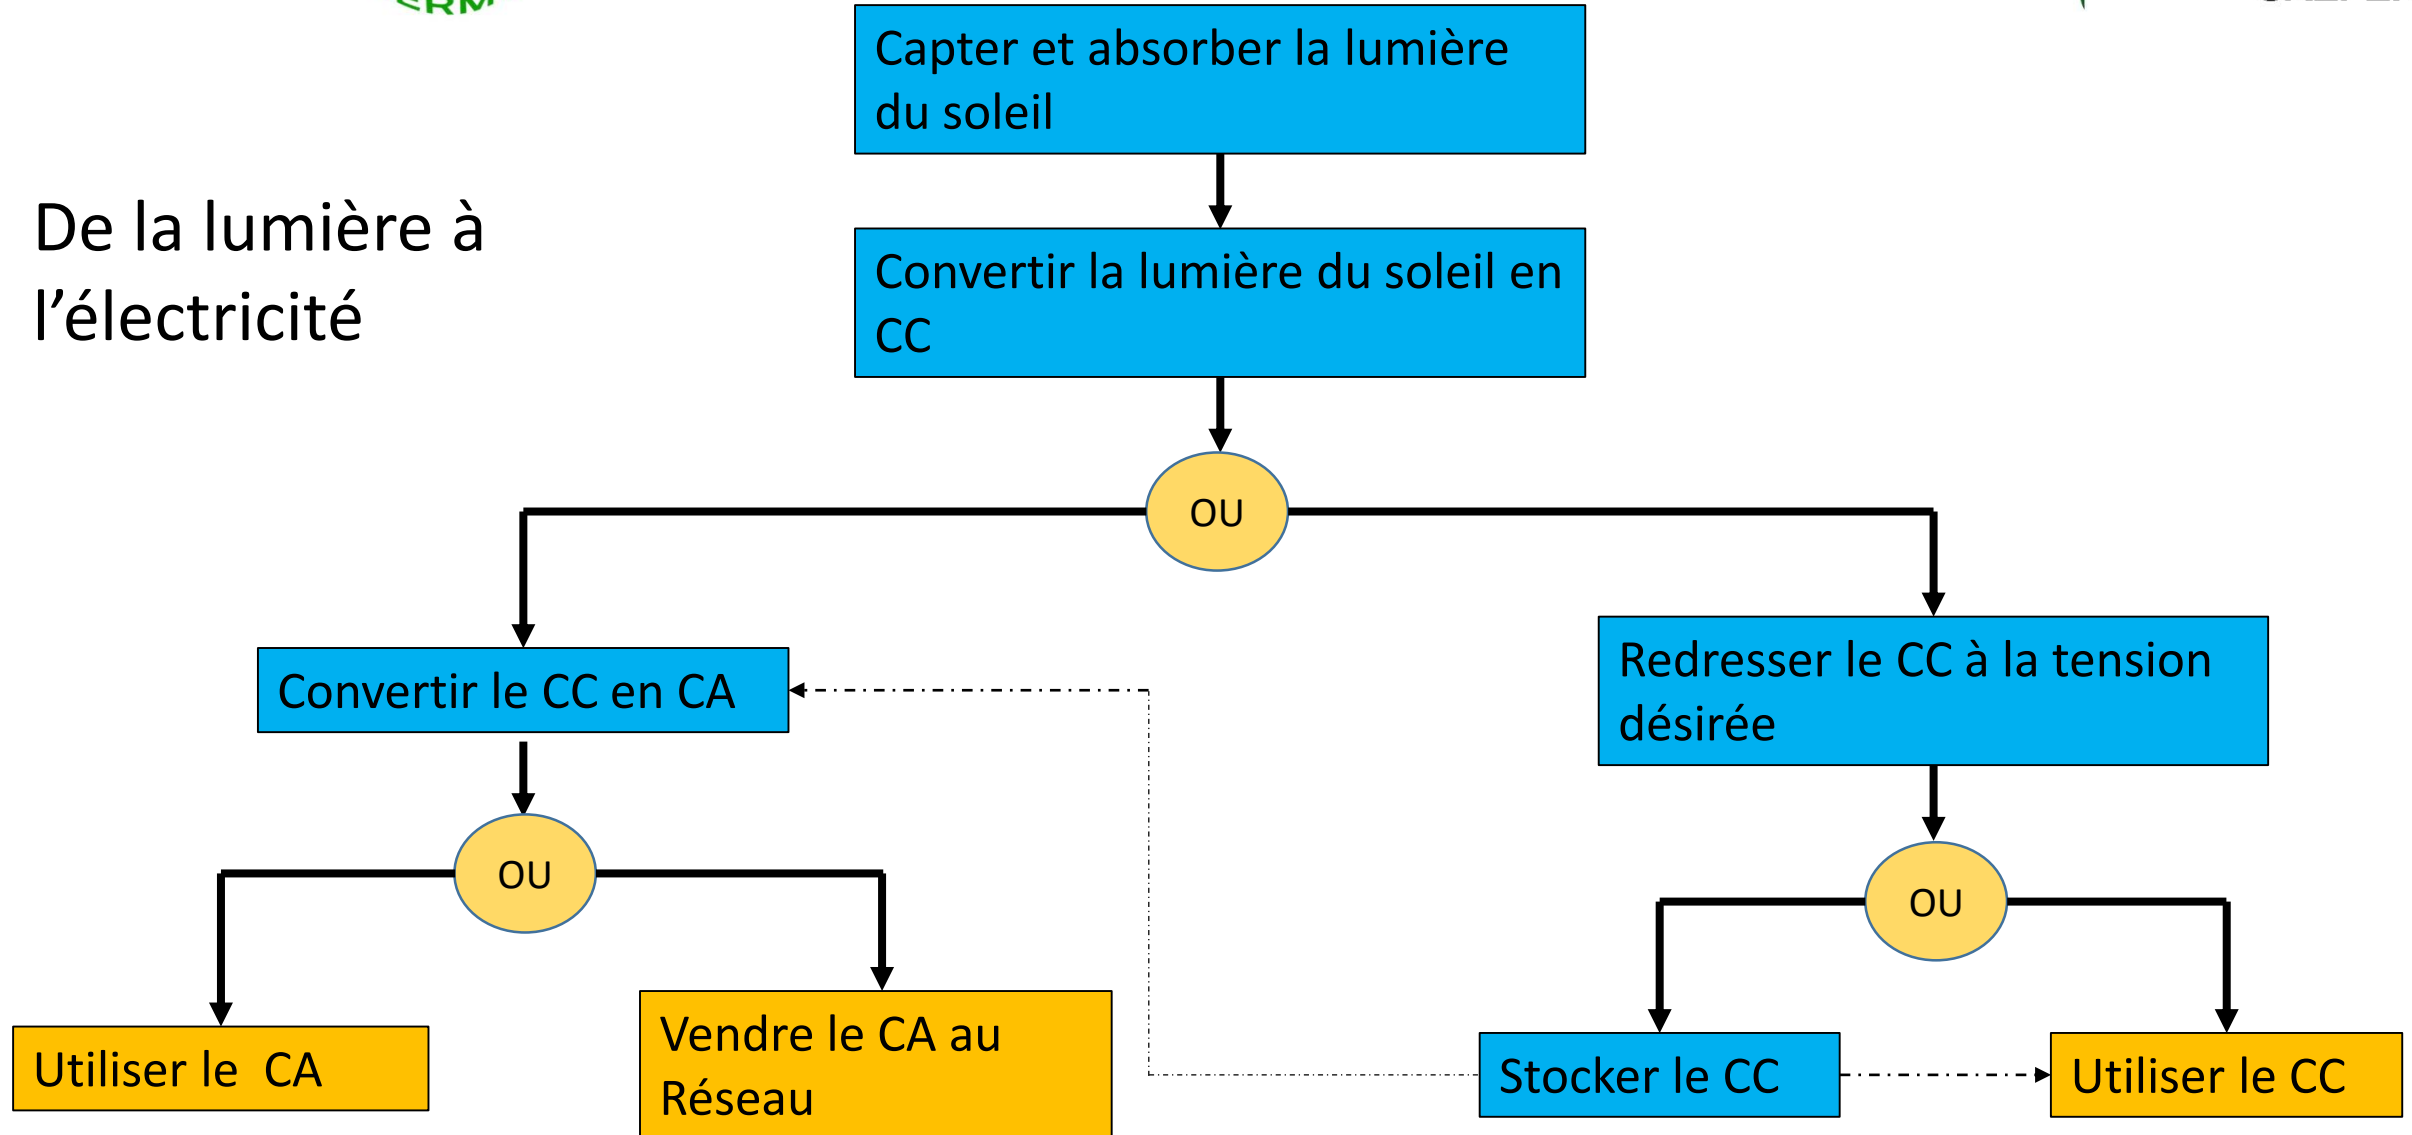 Capter et absorber la lumière
du soleil
De la lumière à
l’électricité
Convertir la lumière du soleil en
CC
OU
Convertir le CC en CA
Redresser le CC à la tension
désirée
OU
OU
Utiliser le  CA
Vendre le CA au
Réseau
Stocker le CC
Utiliser le CC